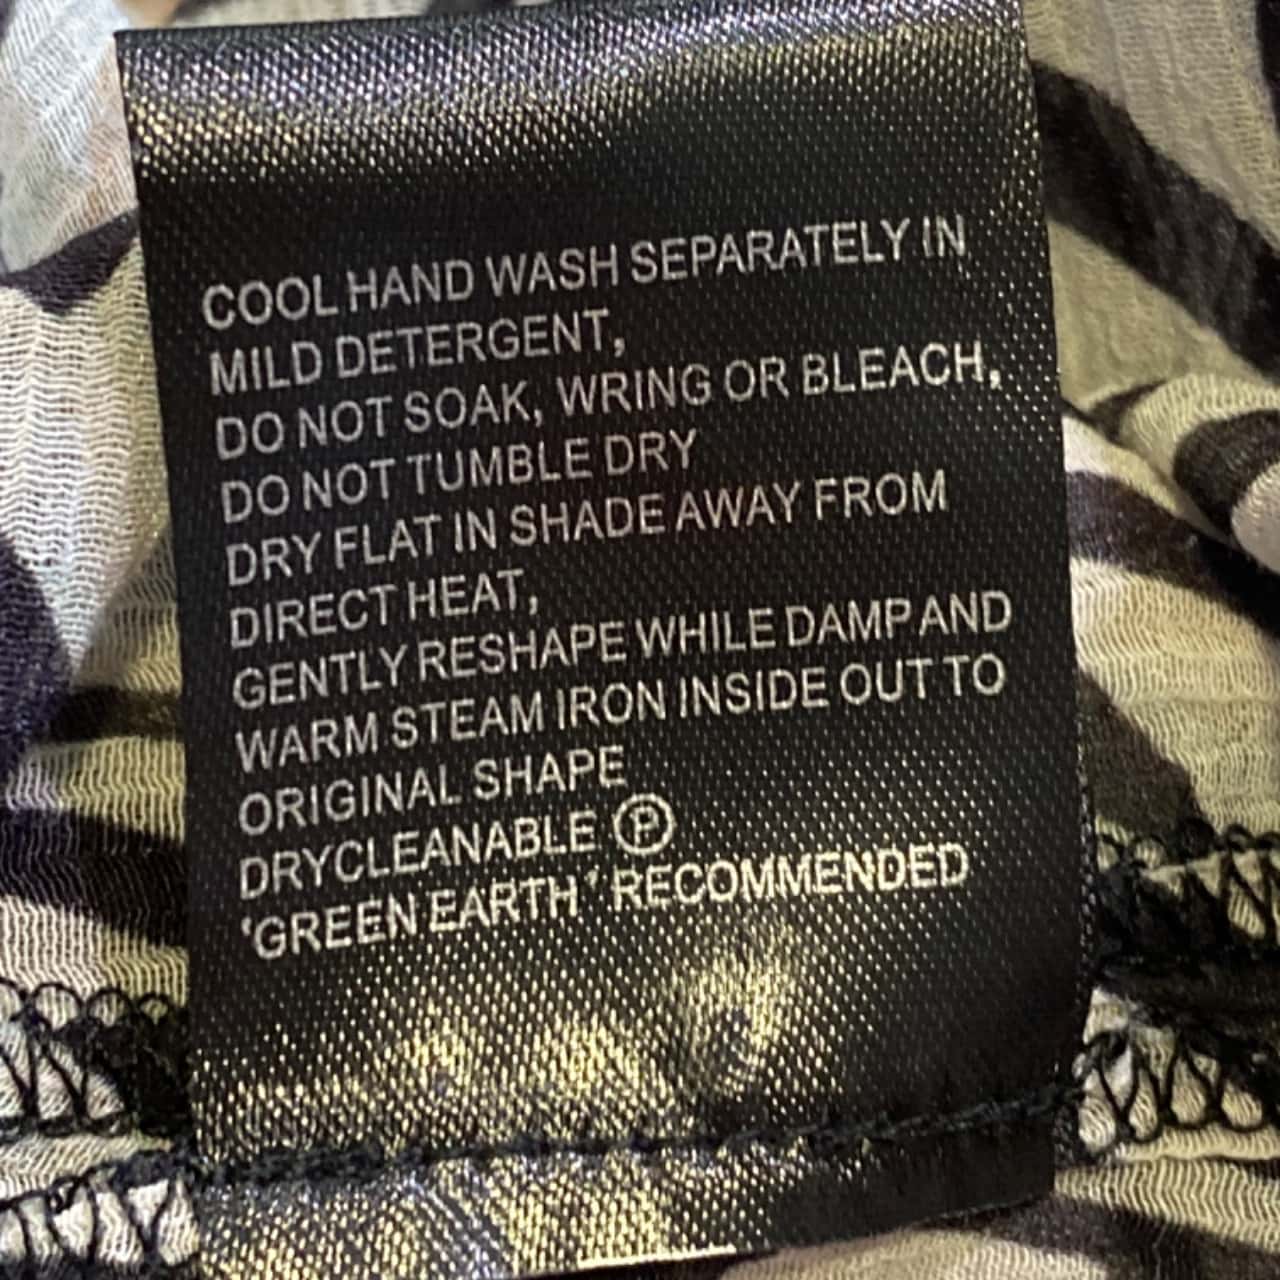 COOL HAND WASH SEPARATELY IN
MILD DETERGENT,
DO NOT SOAK, WRING OR BLEACH,
DO NOT TUMBLE DRY
DRY FLAT IN SHADE AWAY FROM
DIRECT HEAT,
GENTLY RESHAPE WHILE DAMP AND
WARM STEAM IRON INSIDE OUT TO
ORIGINAL SHAPE
DRYCLEANABLE Ⓟ
'GREEN EARTH' RECOMMENDED